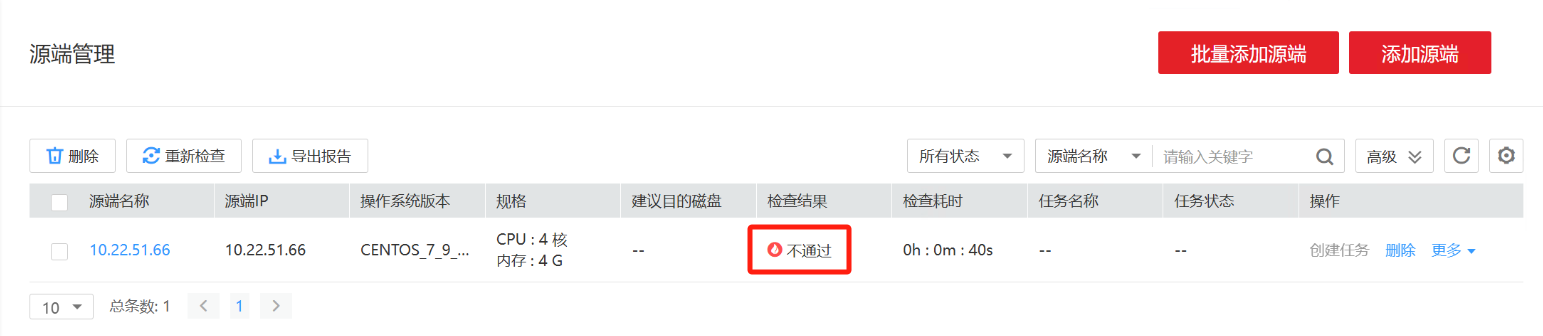 源端管理
批量添加源端 添加源端
删除 重新检查 导出报告 所有状态 源端名称 请输入关键字 高级
源端名称 源端IP 操作系统版本 规格 建议目的磁盘 检查结果 检查耗时 任务名称 任务状态 操作
10.22.51.66 10.22.51.66 CENTOS_7_9_... CPU : 4 核 -- 不通过 0h : 0m : 40s -- -- 创建任务 删除 更多
内存 : 4 G
10 总条数: 1 < 1 >